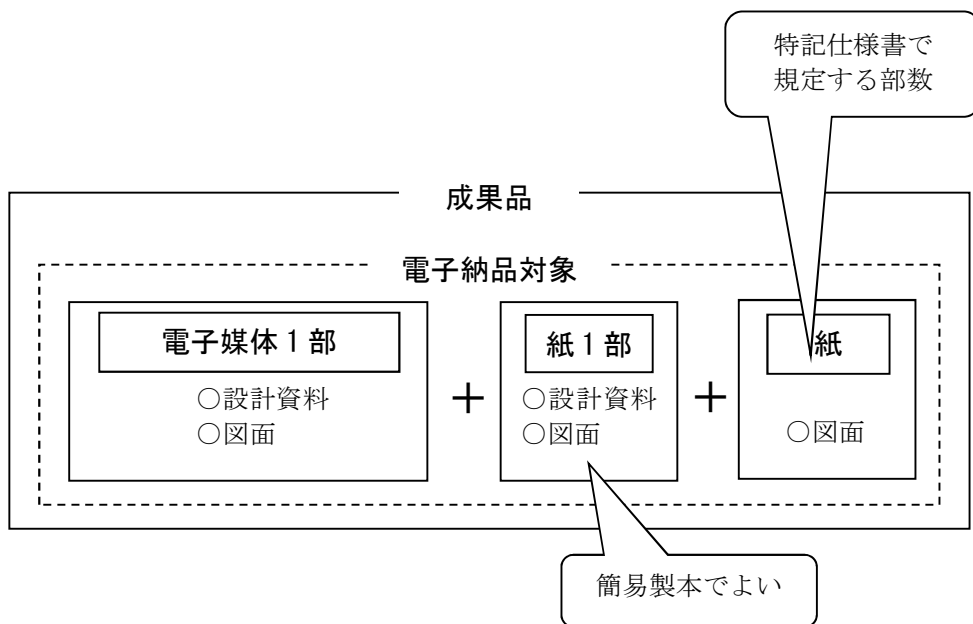 特記仕様書で
規定する部数
成果品
電子納品対象
電子媒体１部
○設計資料
○図面
＋
紙１部
○設計資料
○図面
＋
紙
○図面
簡易製本でよい